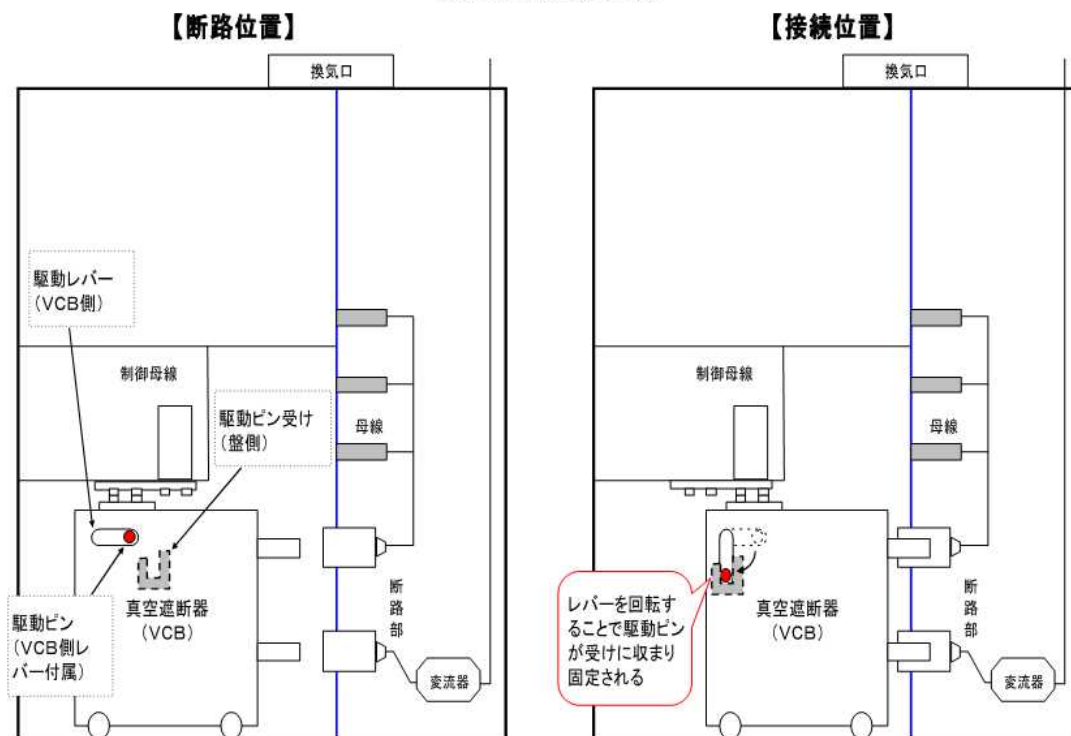 【断路位置】
換気口
駆動レバー
(VCB側)
制御母線
駆動ピン受け
(盤側)
母線
真空遮断器
(VCB)
駆動ピン
(VCB側レ
バー付属)
断路部
変流器
【接続位置】
換気口
制御母線
母線
レバーを回転す
ることで駆動ピン
が受けに収まり
固定される
真空遮断器
(VCB)
断路部
変流器